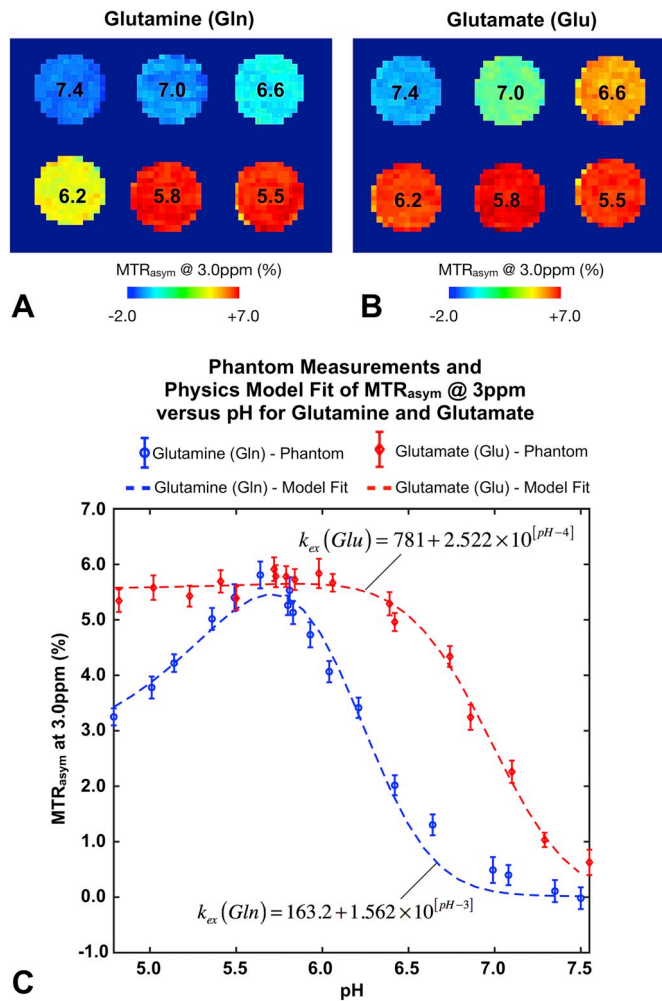 Glutamine (Gln)
Glutamate (Glu)
7.4 7.0 6.6
6.2 5.8 5.5
7.4 7.0 6.6
6.2 5.8 5.5
MTRasym @ 3.0ppm (%)
-2.0 +7.0
A
MTRasym @ 3.0ppm (%)
-2.0 +7.0
B
Phantom Measurements and
Physics Model Fit of MTRasym @ 3ppm
versus pH for Glutamine and Glutamate
Glutamine (Gln) - Phantom
Glutamate (Glu) - Phantom
Glutamine (Gln) - Model Fit
Glutamate (Glu) - Model Fit
MTRasym at 3.0ppm (%)
7.0
6.0
5.0
4.0
3.0
2.0
1.0
0.0
-1.0
kex(Glu) = 781 + 2.522 × 10^[pH−4]
kex(Gln) = 163.2 + 1.562 × 10^[pH−3]
5.0 5.5 6.0 6.5 7.0 7.5
pH
C